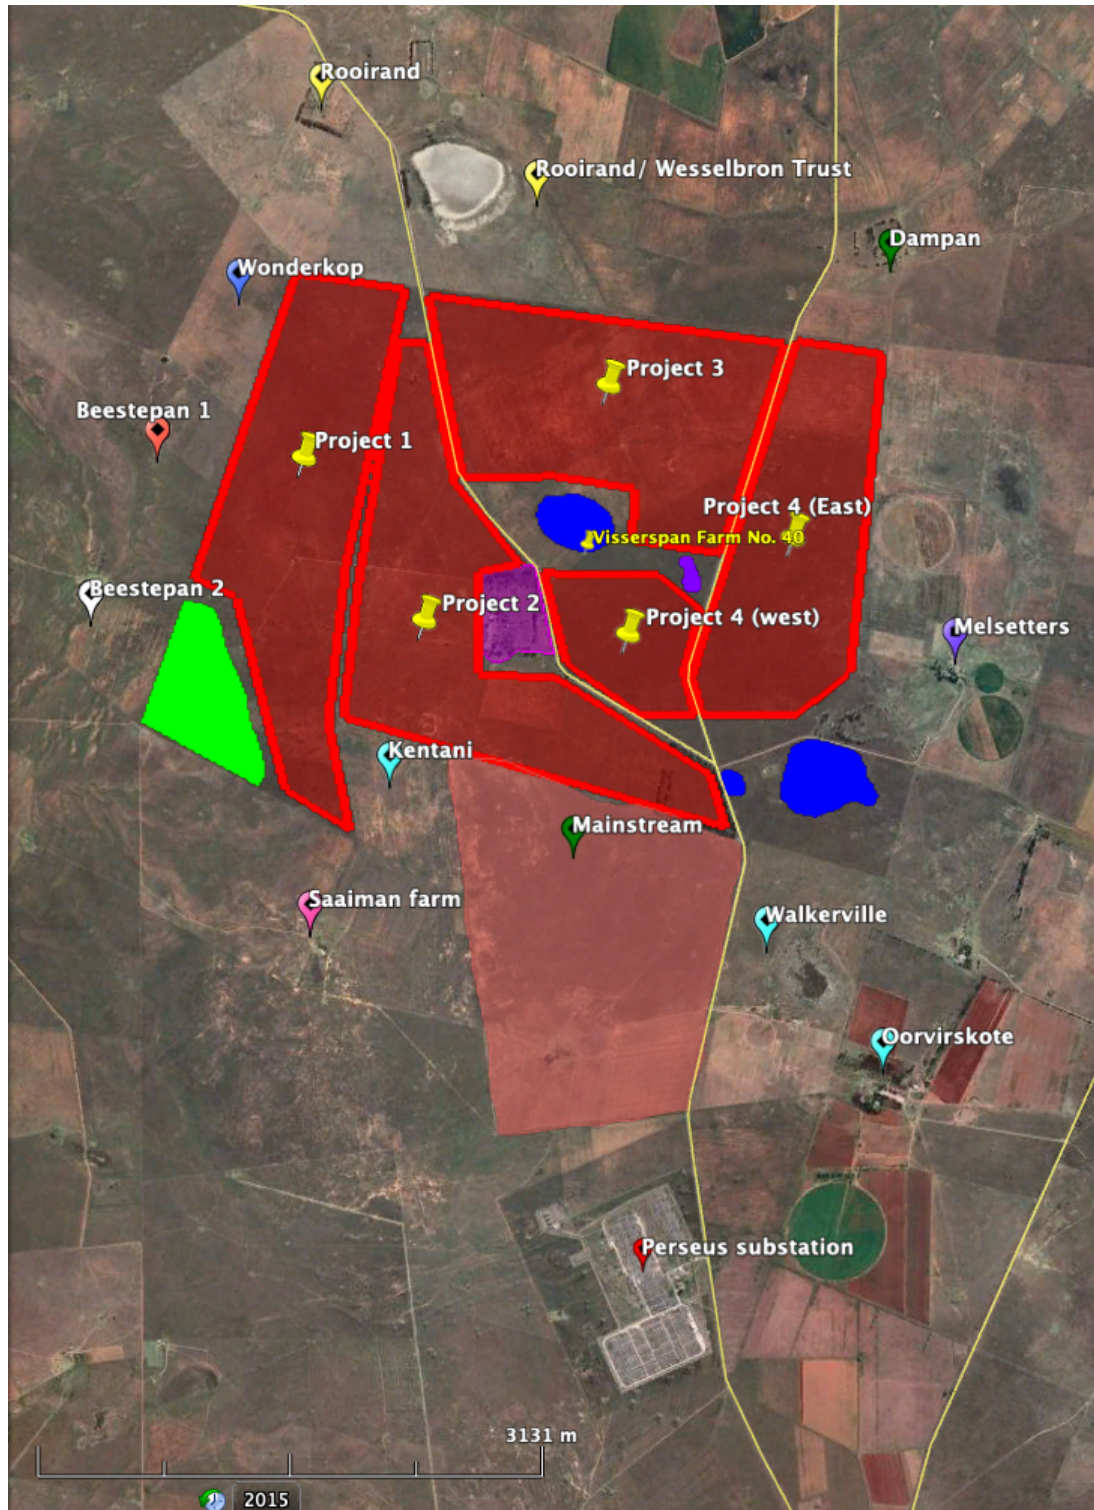 Rooirand
Rooirand/ Wesselbron Trust
Dampan
Wonderkop
Project 3
Beestepan 1
Project 1
Project 4 (East)
Visserspan Farm No. 40
Beestepan 2
Project 2
Project 4 (west)
Melsetters
Kentani
Mainstream
Saaiman farm
Walkerville
Oorvirskote
Perseus substation
3131 m
2015